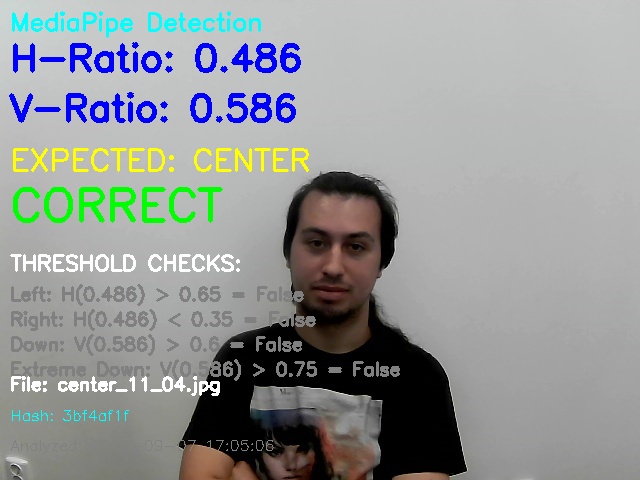 MediaPipe Detection
H-Ratio: 0.486
V-Ratio: 0.586
EXPECTED: CENTER
CORRECT
THRESHOLD CHECKS:
Left: H(0.486) > 0.65 = False
Right: H(0.486) < 0.35 = False
Down: V(0.586) > 0.6 = False
Extreme Down: V(0.586) > 0.75 = False
File: center_11_04.jpg
Hash: 3bf4af1f
-09-07 17:05:06